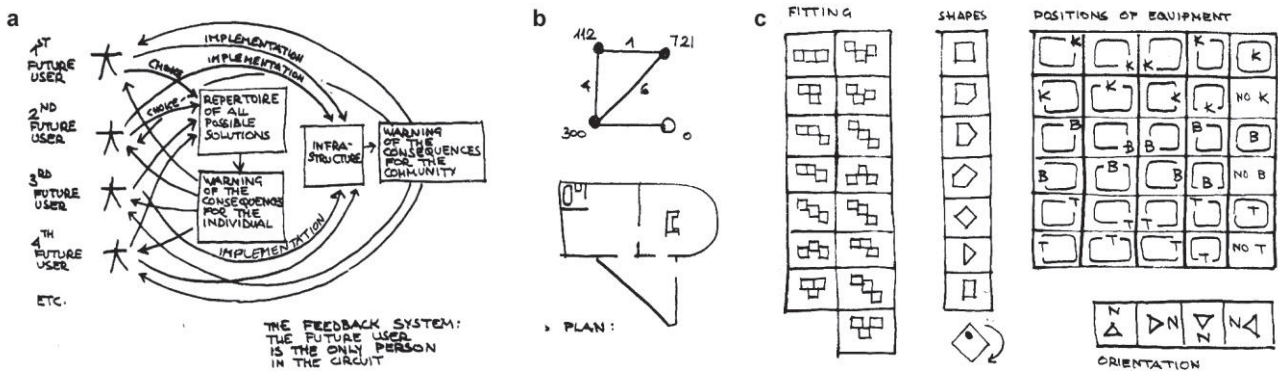 a
1ST
FUTURE
USER
2ND
FUTURE
USER
3RD
FUTURE
USER
4TH
FUTURE
USER
ETC.
IMPLEMENTATION
IMPLEMENTATION
CHOICE
CHOICE
REPERTOIRE
OF ALL
POSSIBLE
SOLUTIONS
WARNING
OF THE
CONSEQUENCES
FOR THE
INDIVIDUAL
IMPLEMENTATION
INFRA-
STRUCTURE
WARNING
OF THE
CONSEQUENCES
FOR THE
COMMUNITY
THE FEEDBACK SYSTEM:
THE FUTURE USER
IS THE ONLY PERSON
IN THE CIRCUIT
b
112
1
721
4
6
300
0
PLAN:
c
FITTING
SHAPES
POSITIONS OF EQUIPMENT
K K K K K
K K K K NO K
B B B B B
B B B B NO B
T T T T T
T T T T NO T
N N N N
ORIENTATION